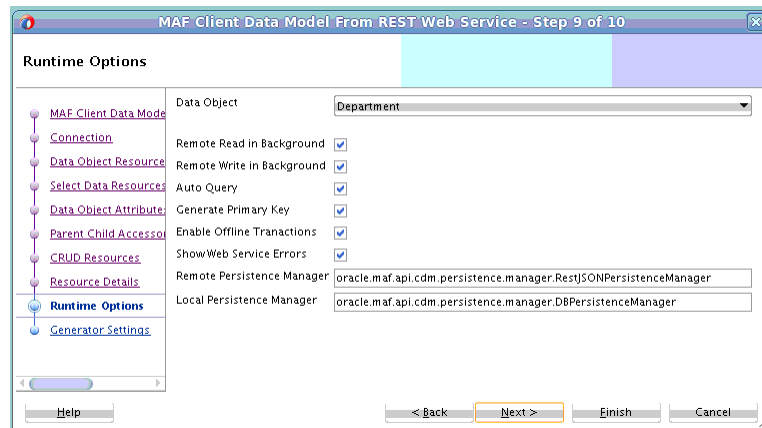 MAF Client Data Model From REST Web Service - Step 9 of 10
Runtime Options
MAF Client Data Mode
Connection
Data Object Resource
Select Data Resources
Data Object Attribute
Parent Child Accesso
CRUD Resources
Resource Details
Runtime Options
Generator Settings
Data Object Department
Remote Read in Background
Remote Write in Background
Auto Query
Generate Primary Key
Enable Offline Tranactions
Show Web Service Errors
Remote Persistence Manager oracle.maf.api.cdm.persistence.manager.RestJSONPersistenceManager
Local Persistence Manager oracle.maf.api.cdm.persistence.manager.DBPersistenceManager
Help < Back Next > Finish Cancel